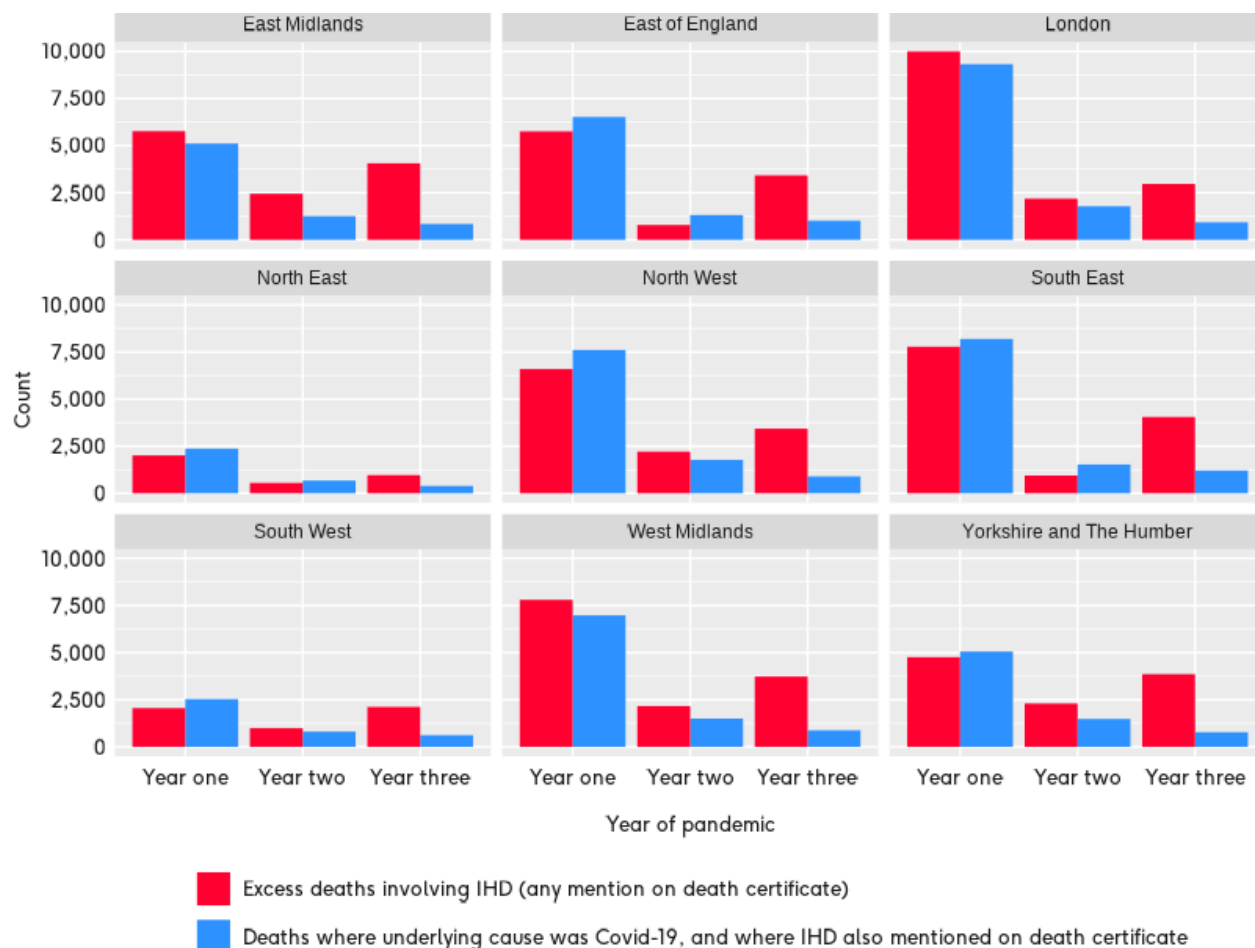 East Midlands East of England London
10,000
7,500
5,000
2,500
0
North East North West South East
10,000
7,500
5,000
2,500
0
Count
South West West Midlands Yorkshire and The Humber
10,000
7,500
5,000
2,500
0
Year one Year two Year three Year one Year two Year three Year one Year two Year three
Year of pandemic
Excess deaths involving IHD (any mention on death certificate)
Deaths where underlying cause was Covid-19, and where IHD also mentioned on death certificate